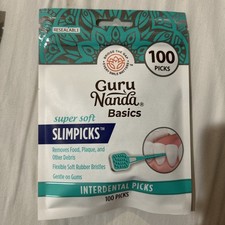 RESEALABLE
100
PICKS
Guru
Nanda®
Basics
super soft
SLIMPICKS™
Removes Food, Plaque, and
Other Debris
Flexible Soft Rubber Bristles
Gentle on Gums
INTERDENTAL PICKS
100 PICKS